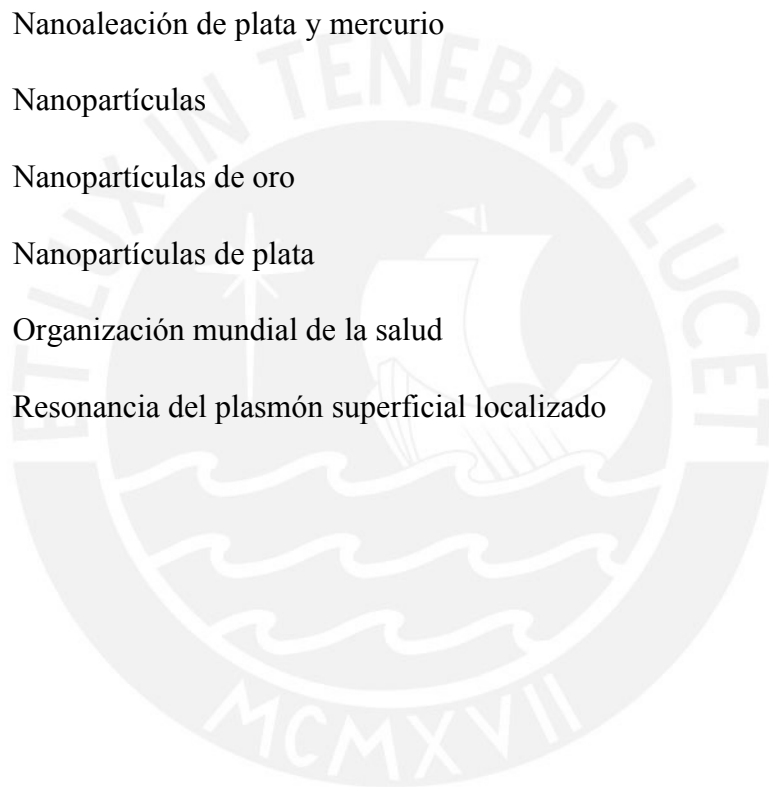 Nanoaleación de plata y mercurio
Nanopartículas
Nanopartículas de oro
Nanopartículas de plata
Organización mundial de la salud
Resonancia del plasmón superficial localizado
ET LUX IN TENEBRIS LUCET
MCMXVII